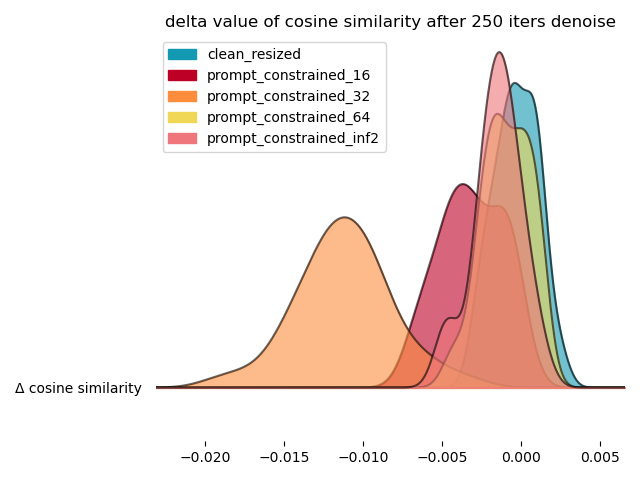 delta value of cosine similarity after 250 iters denoise
clean_resized
prompt_constrained_16
prompt_constrained_32
prompt_constrained_64
prompt_constrained_inf2
Δ cosine similarity
−0.020 −0.015 −0.010 −0.005 0.000 0.005